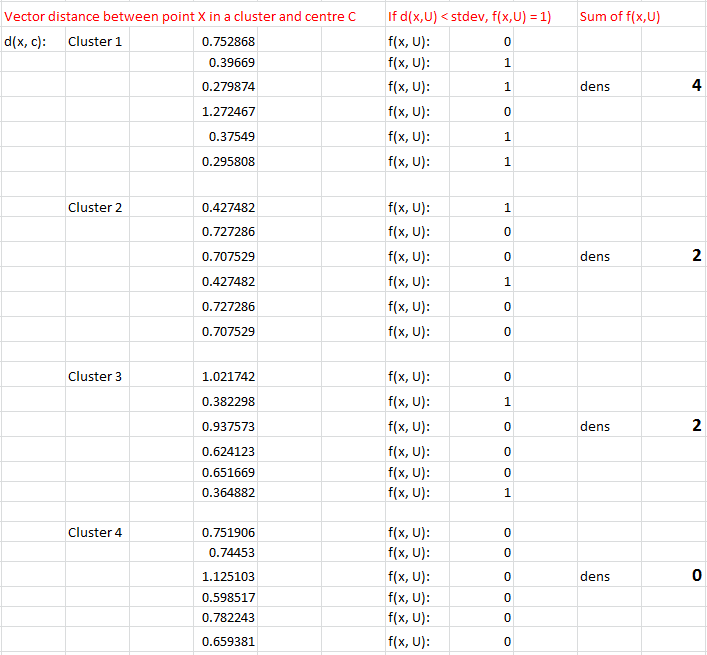 Vector distance between point X in a cluster and centre C If d(x,U) < stdev, f(x,U) = 1) Sum of f(x,U)
d(x, c): Cluster 1 0.752868 f(x, U): 0
0.39669 f(x, U): 1
0.279874 f(x, U): 1 dens 4
1.272467 f(x, U): 0
0.37549 f(x, U): 1
0.295808 f(x, U): 1
Cluster 2 0.427482 f(x, U): 1
0.727286 f(x, U): 0
0.707529 f(x, U): 0 dens 2
0.427482 f(x, U): 1
0.727286 f(x, U): 0
0.707529 f(x, U): 0
Cluster 3 1.021742 f(x, U): 0
0.382298 f(x, U): 1
0.937573 f(x, U): 0 dens 2
0.624123 f(x, U): 0
0.651669 f(x, U): 0
0.364882 f(x, U): 1
Cluster 4 0.751906 f(x, U): 0
0.74453 f(x, U): 0
1.125103 f(x, U): 0 dens 0
0.598517 f(x, U): 0
0.782243 f(x, U): 0
0.659381 f(x, U): 0